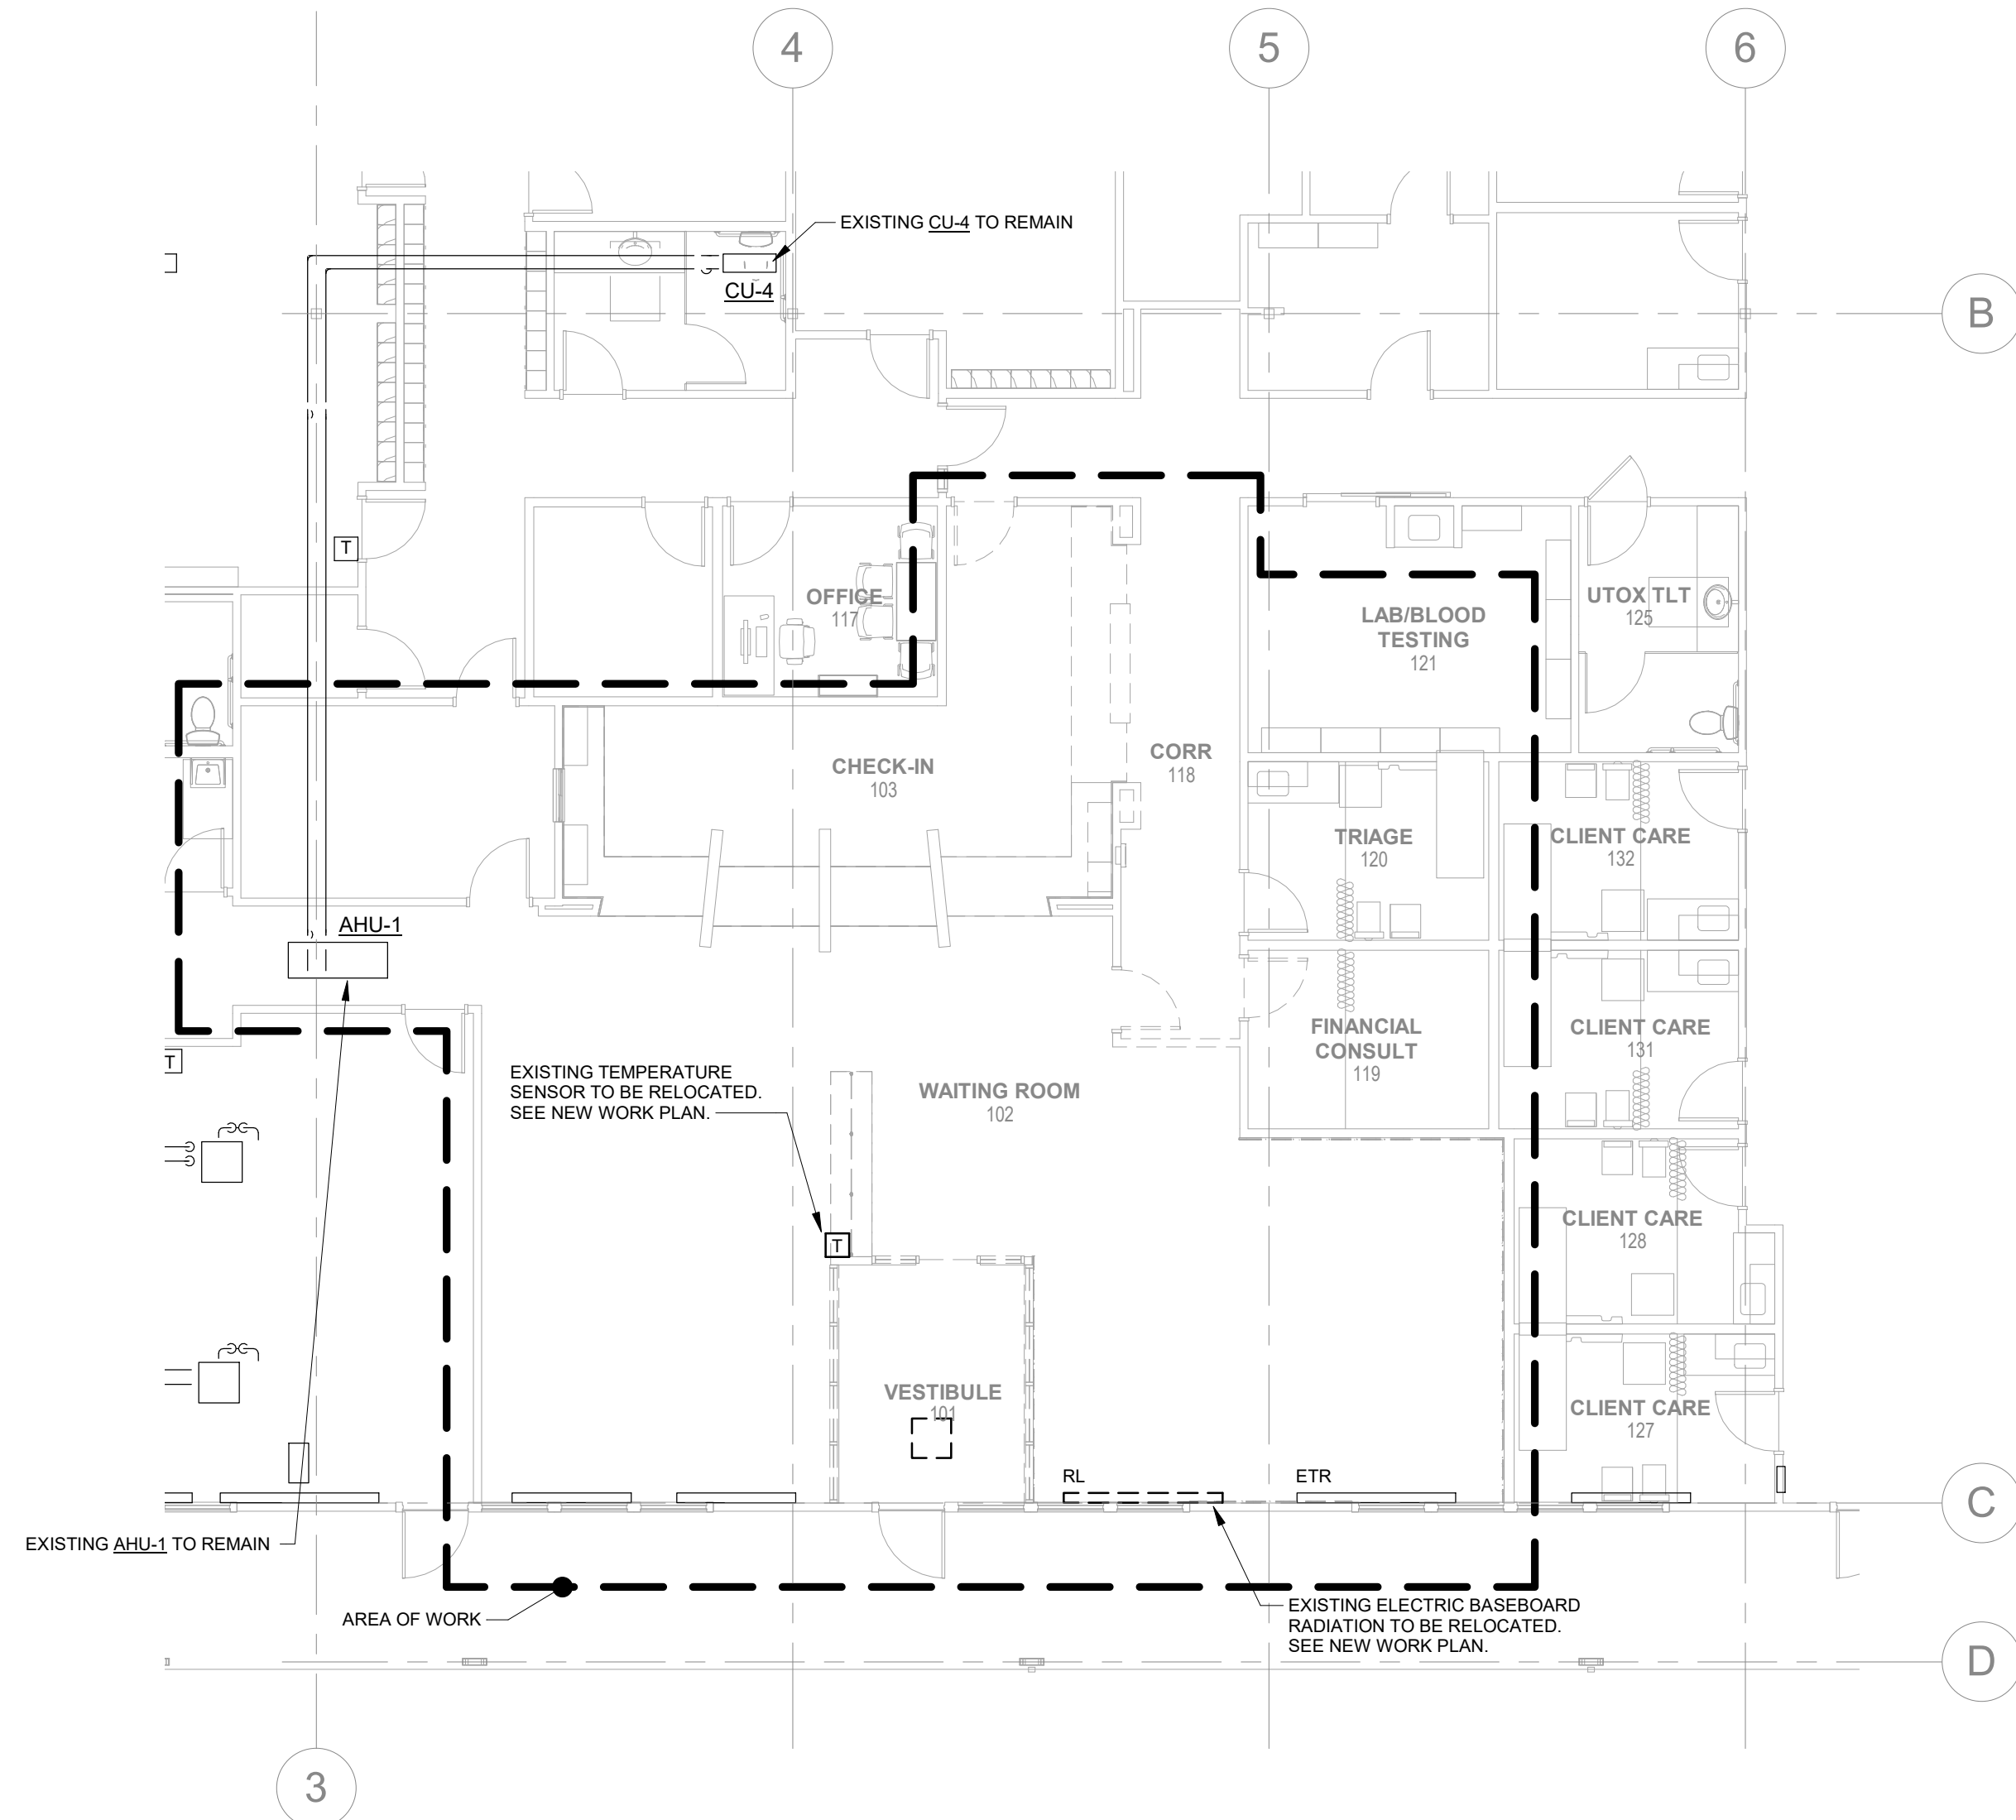 4
5
6
EXISTING CU-4 TO REMAIN
CU-4
B
T
OFFICE
117
LAB/BLOOD
TESTING
121
UTOX TLT
125
CHECK-IN
103
CORR
118
TRIAGE
120
CLIENT CARE
132
AHU-1
FINANCIAL
CONSULT
119
CLIENT CARE
131
T
EXISTING TEMPERATURE
SENSOR TO BE RELOCATED.
SEE NEW WORK PLAN.
WAITING ROOM
102
T
CLIENT CARE
128
VESTIBULE
101
CLIENT CARE
127
RL
ETR
C
EXISTING AHU-1 TO REMAIN
AREA OF WORK
EXISTING ELECTRIC BASEBOARD
RADIATION TO BE RELOCATED.
SEE NEW WORK PLAN.
D
3